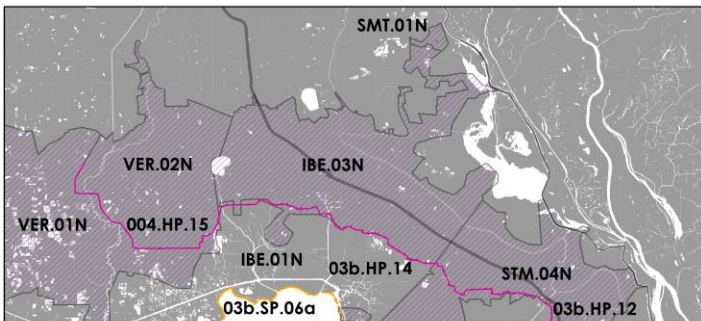 SMT.01N
VER.02N
IBE.03N
VER.01N
004.HP.15
IBE.01N
03b.HP.14
STM.04N
03b.SP.06a
03b.HP.12